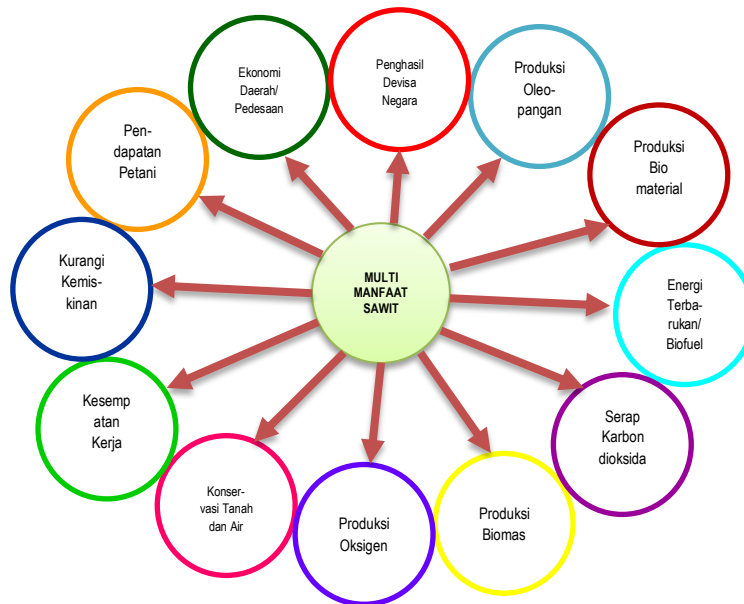 MULTI
MANFAAT
SAWIT
Penghasil
Devisa
Negara
Produksi
Oleo-
pangan
Produksi
Bio
material
Energi
Terba-
rukan/
Biofuel
Serap
Karbon
dioksida
Produksi
Biomas
Produksi
Oksigen
Konser-
vasi Tanah
dan Air
Kesemp
atan
Kerja
Kurangi
Kemis-
kinan
Pen-
dapatan
Petani
Ekonomi
Daerah/
Pedesaan